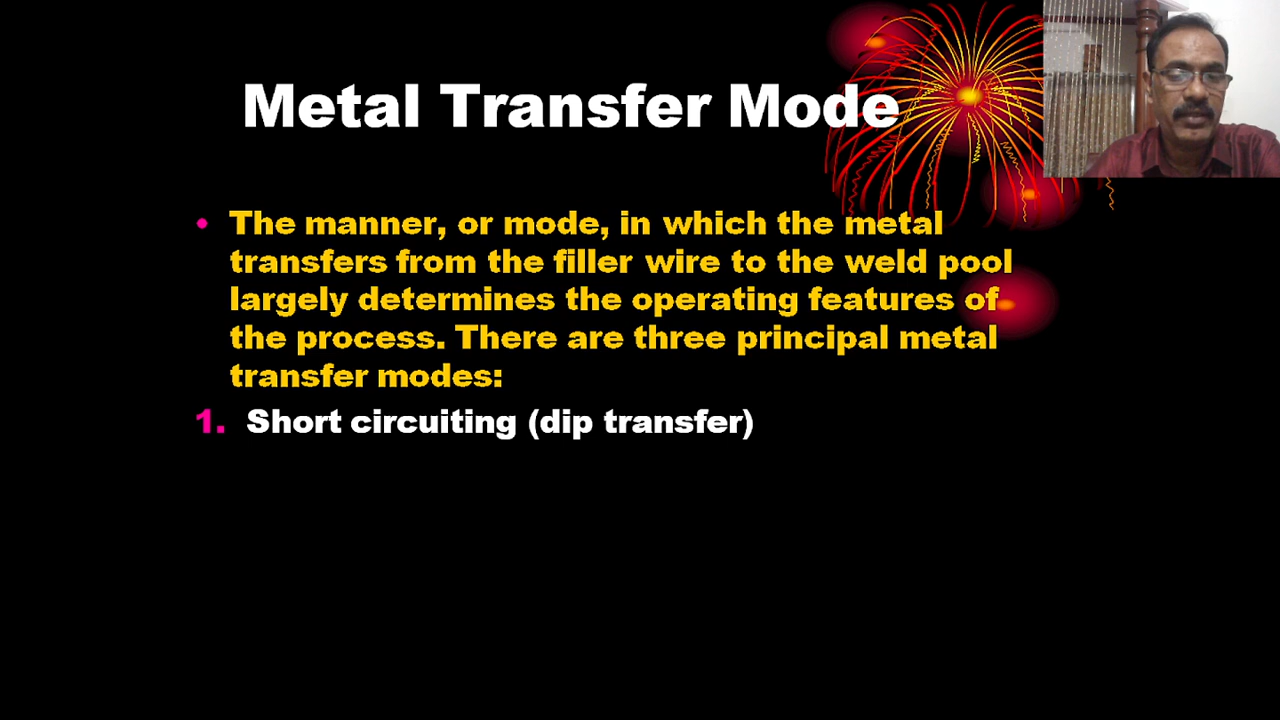 Metal Transfer Mode
• The manner, or mode, in which the metal
transfers from the filler wire to the weld pool
largely determines the operating features of
the process. There are three principal metal
transfer modes:
1. Short circuiting (dip transfer)